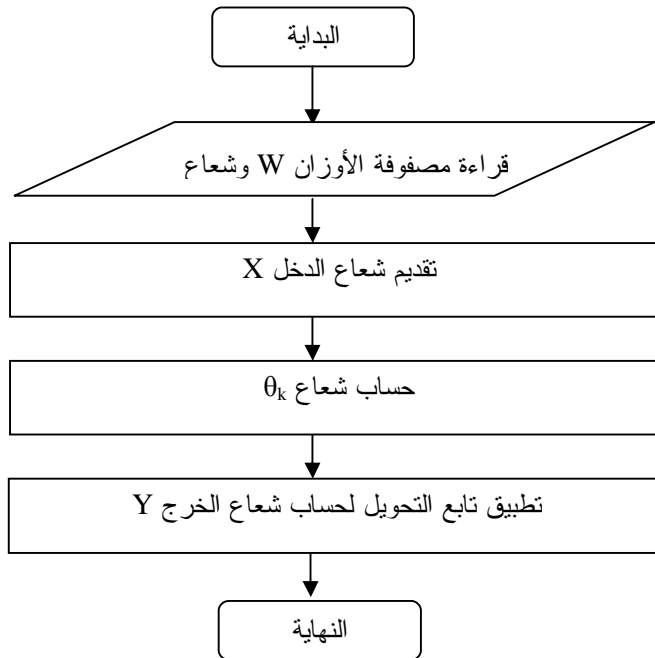 البداية
قراءة مصفوفة الأوزان W وشعاع
تقديم شعاع الدخل X
حساب شعاع θk
تطبيق تابع التحويل لحساب شعاع الخرج Y
النهاية